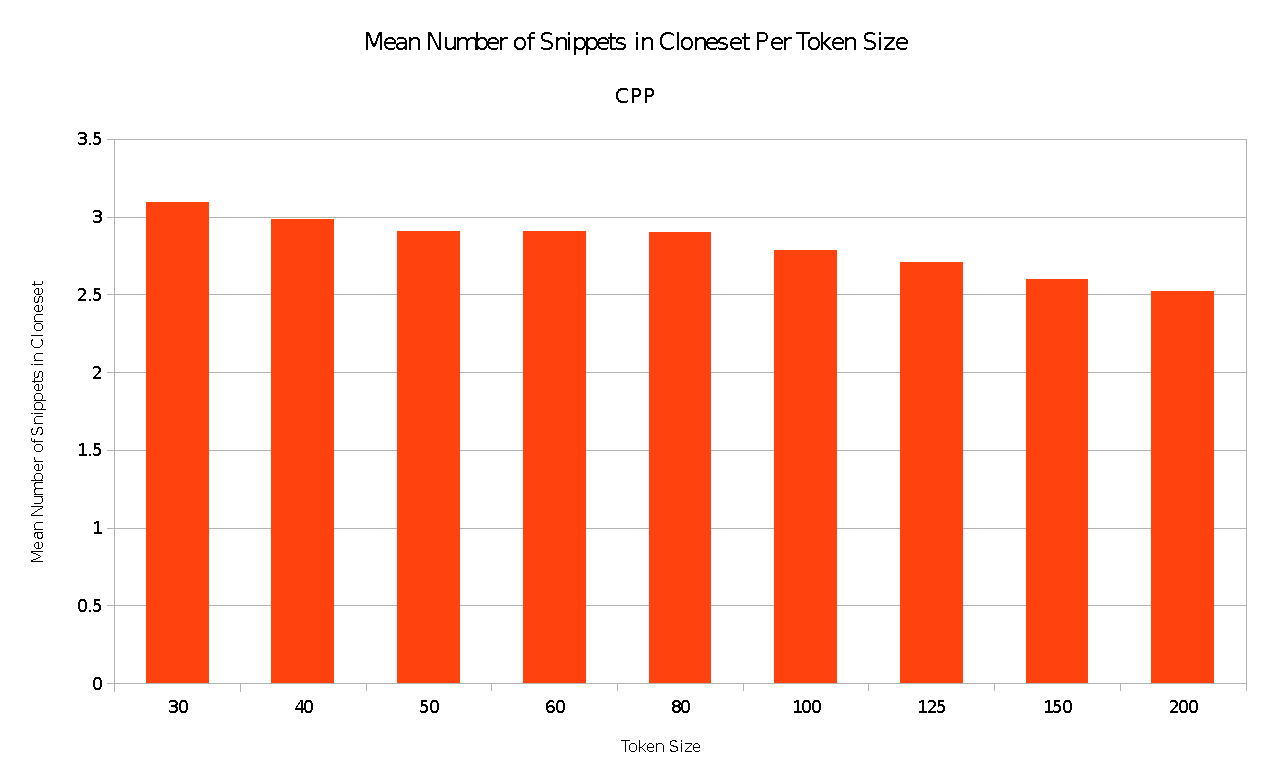 Mean Number of Snippets in Cloneset Per Token Size
CPP
Mean Number of Snippets in Cloneset
3.5
3
2.5
2
1.5
1
0.5
0
30 40 50 60 80 100 125 150 200
Token Size